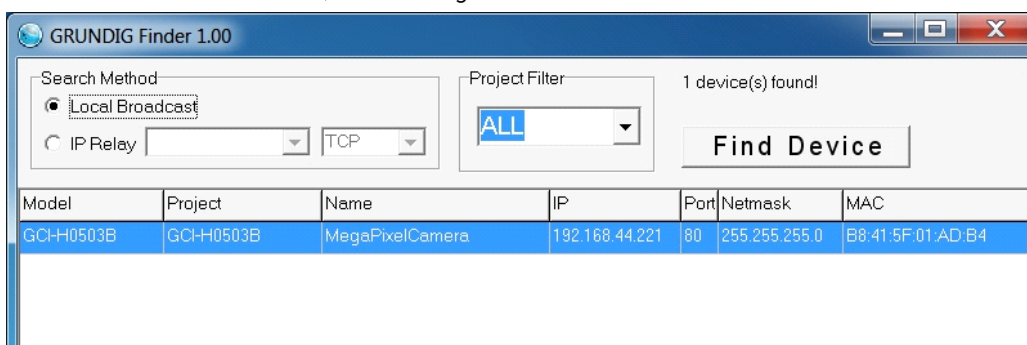 GRUNDIG Finder 1.00
Search Method
Local Broadcast
IP Relay
TCP
Project Filter
ALL
1 device(s) found!
Find Device
Model Project Name IP Port Netmask MAC
GCI-H0503B GCI-H0503B MegaPixelCamera 192.168.44.221 80 255.255.255.0 B8:41:5F:01:AD:B4